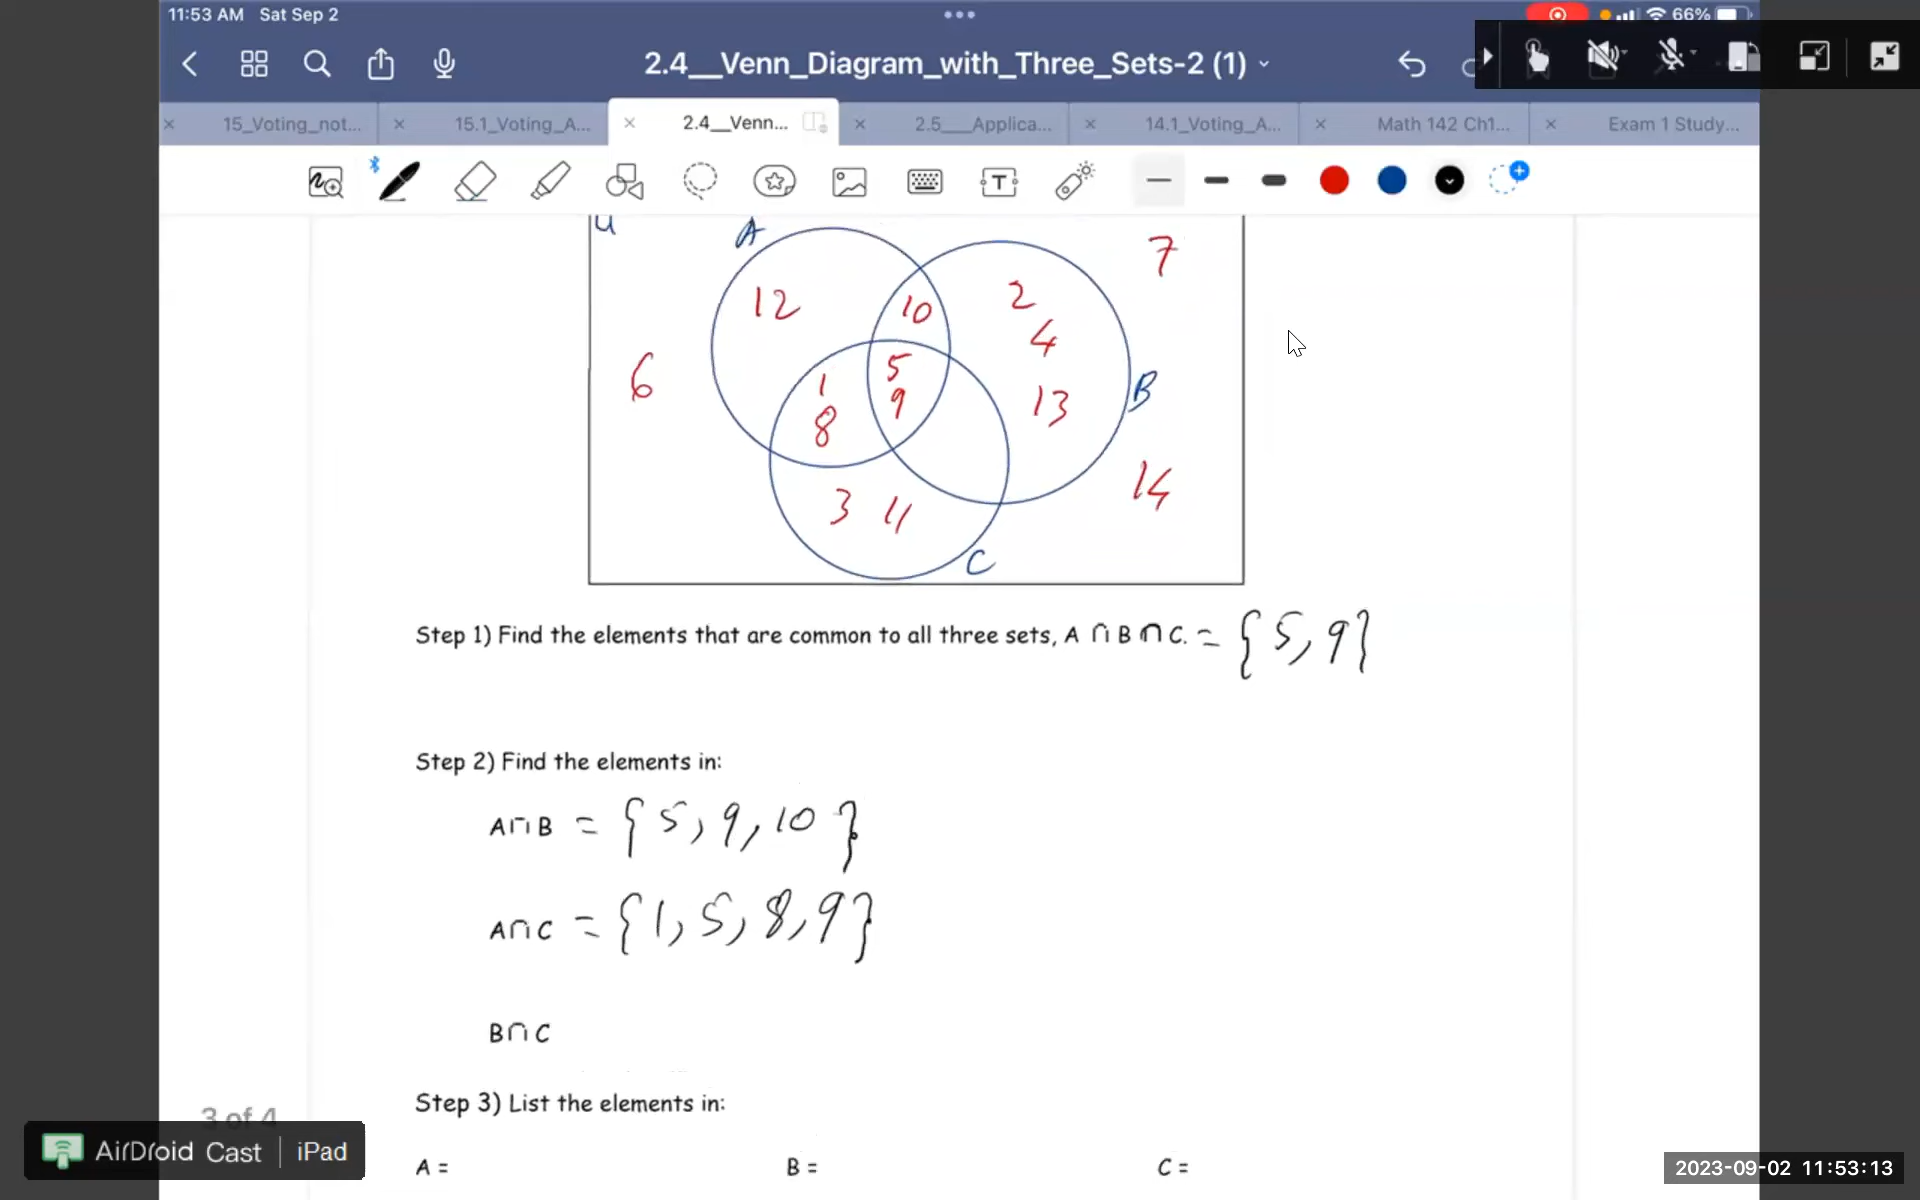 11:53 AM Sat Sep 2
66%
2.4__Venn_Diagram_with_Three_Sets-2 (1)
15_Voting_not...
15.1_Voting_A...
2.4__Venn...
2.5___Applica...
14.1_Voting_A...
Math 142 Ch1...
Exam 1 Study...
T
U
A
7
12
10
2
4
6
1
5
8
9
13
B
14
3 11
C
Step 1) Find the elements that are common to all three sets, A ∩ B ∩ C. = {5, 9}
Step 2) Find the elements in:
A∩B = {5, 9, 10}
A∩C = {1, 5, 8, 9}
B∩C
Step 3) List the elements in:
3 of 4
A =
B =
C =
AirDroid Cast | iPad
2023-09-02 11:53:13